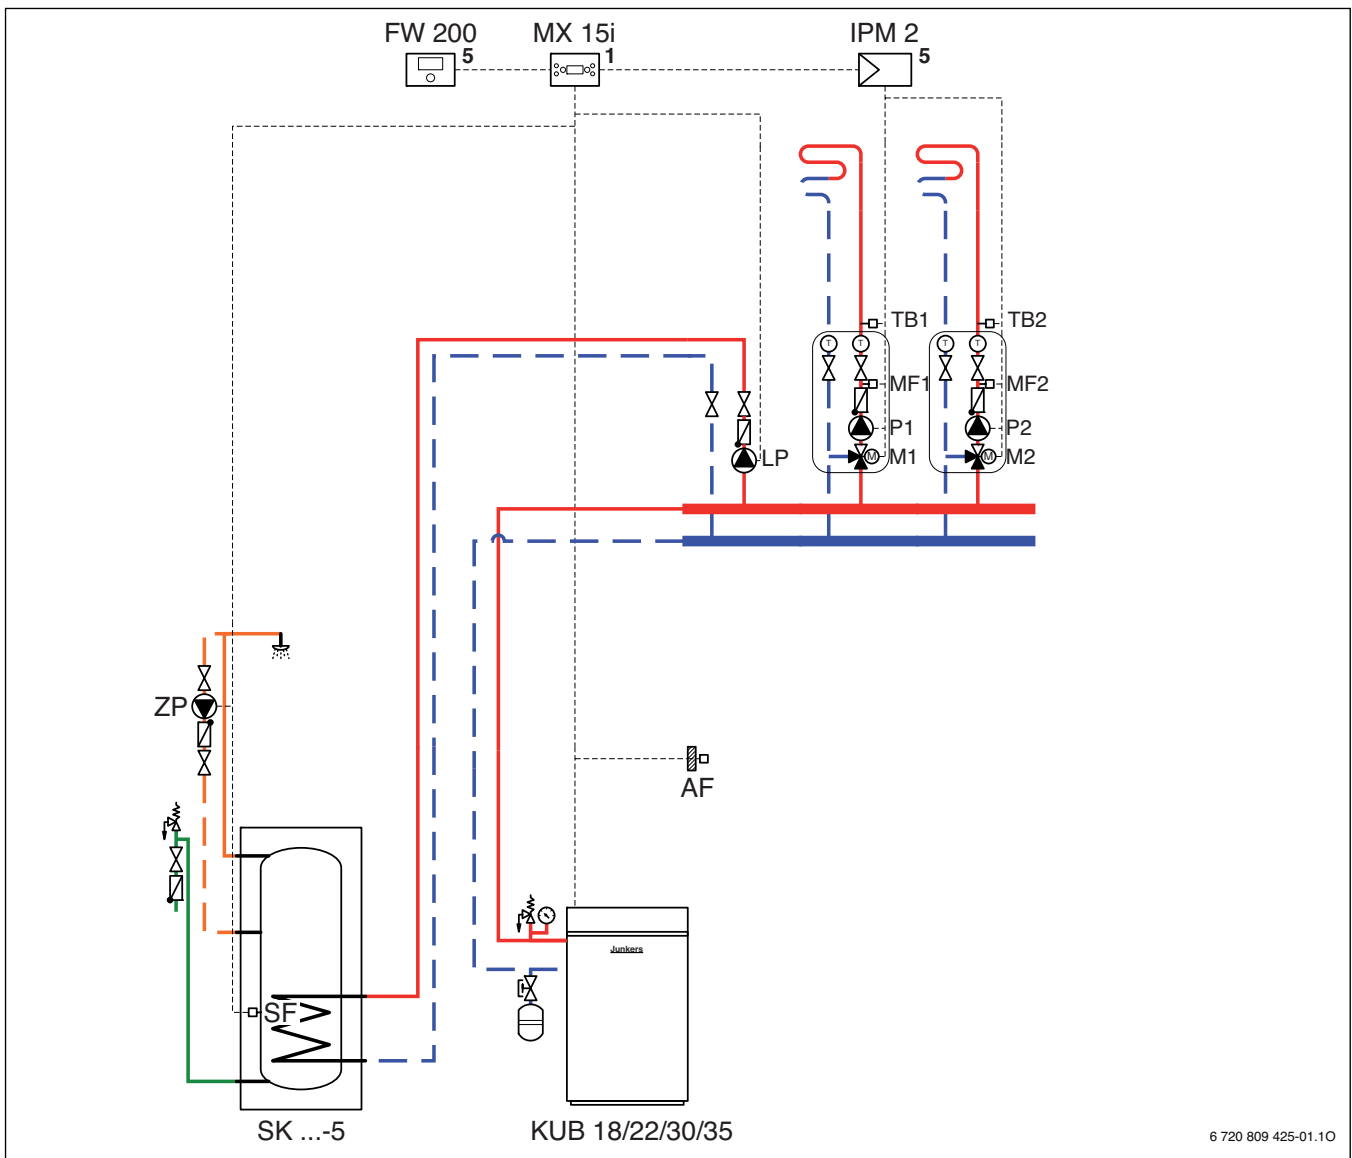 FW 200
MX 15i
IPM 2
5
1
5
TB1
TB2
T
T
T
T
MF1
MF2
P1
P2
LP
M
M1
M
M2
ZP
AF
Junkers
SF
SK ...-5
KUB 18/22/30/35
6 720 809 425-01.1O